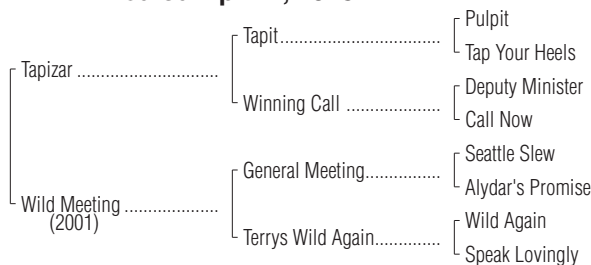 Pulpit
Tapit
Tap Your Heels
Tapizar
Deputy Minister
Winning Call
Call Now
Seattle Slew
General Meeting
Alydar's Promise
Wild Meeting
(2001)
Wild Again
Terrys Wild Again
Speak Lovingly